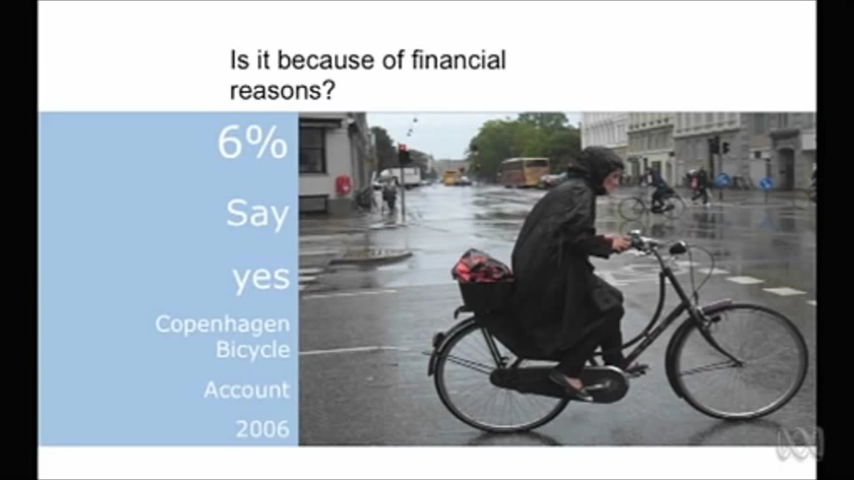 Is it because of financial
reasons?
6%
Say
yes
Copenhagen
Bicycle
Account
2006